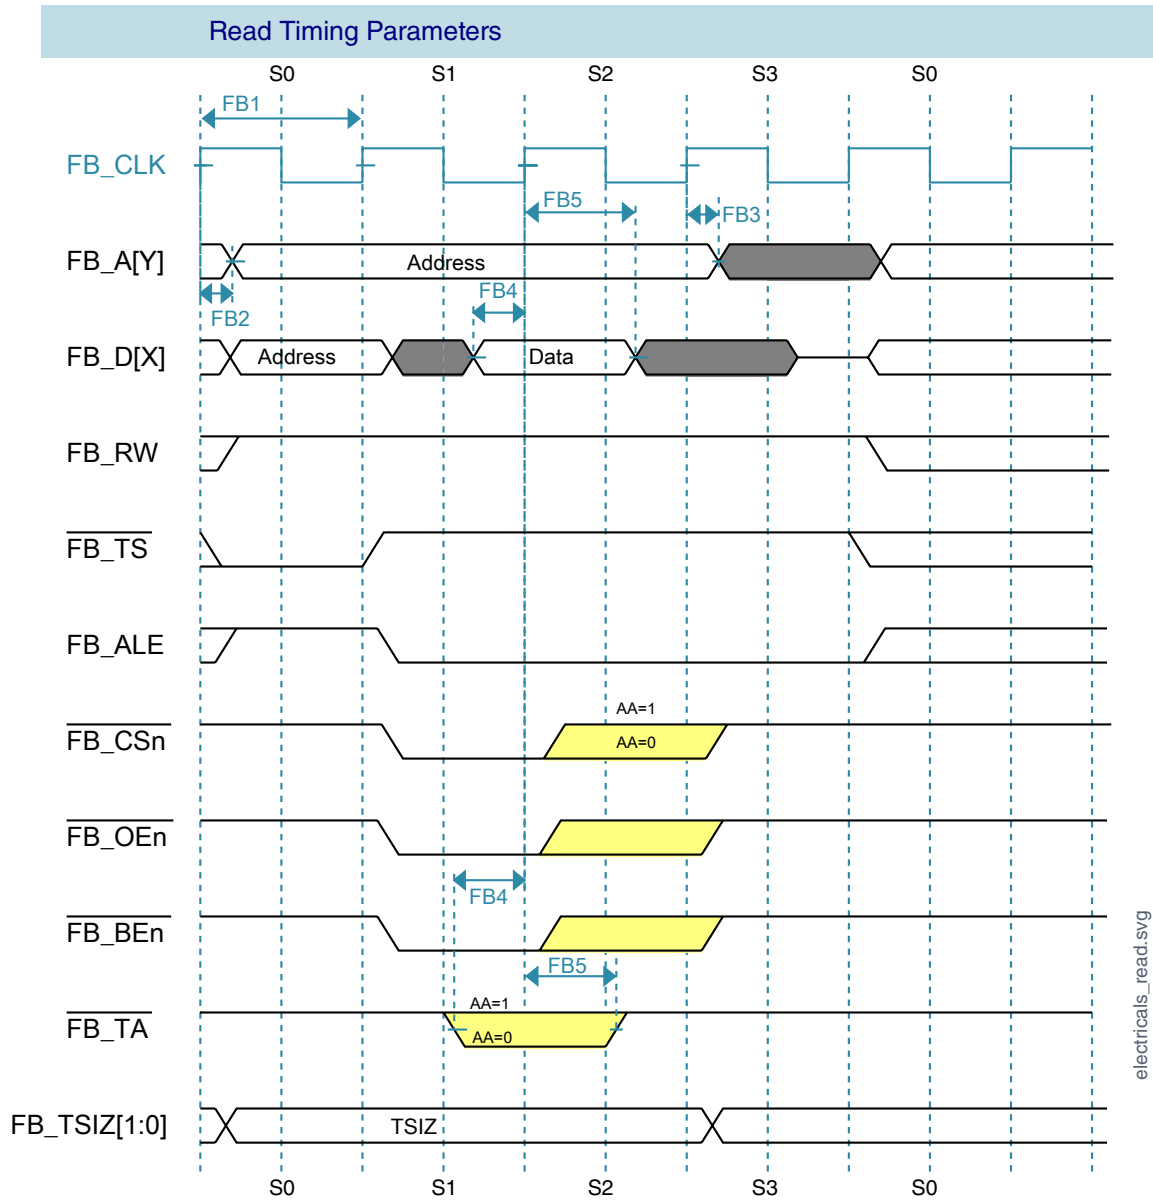 Read Timing Parameters
S0 S1 S2 S3 S0
FB1
FB_CLK
FB5
FB3
FB_A[Y]
Address
FB4
FB2
FB_D[X]
Address
Data
FB_RW
FB_TS
FB_ALE
AA=1
FB_CSn
AA=0
FB_OEn
FB4
FB_BEn
FB5
AA=1
FB_TA
AA=0
FB_TSIZ[1:0]
TSIZ
S0 S1 S2 S3 S0
electricals_read.svg